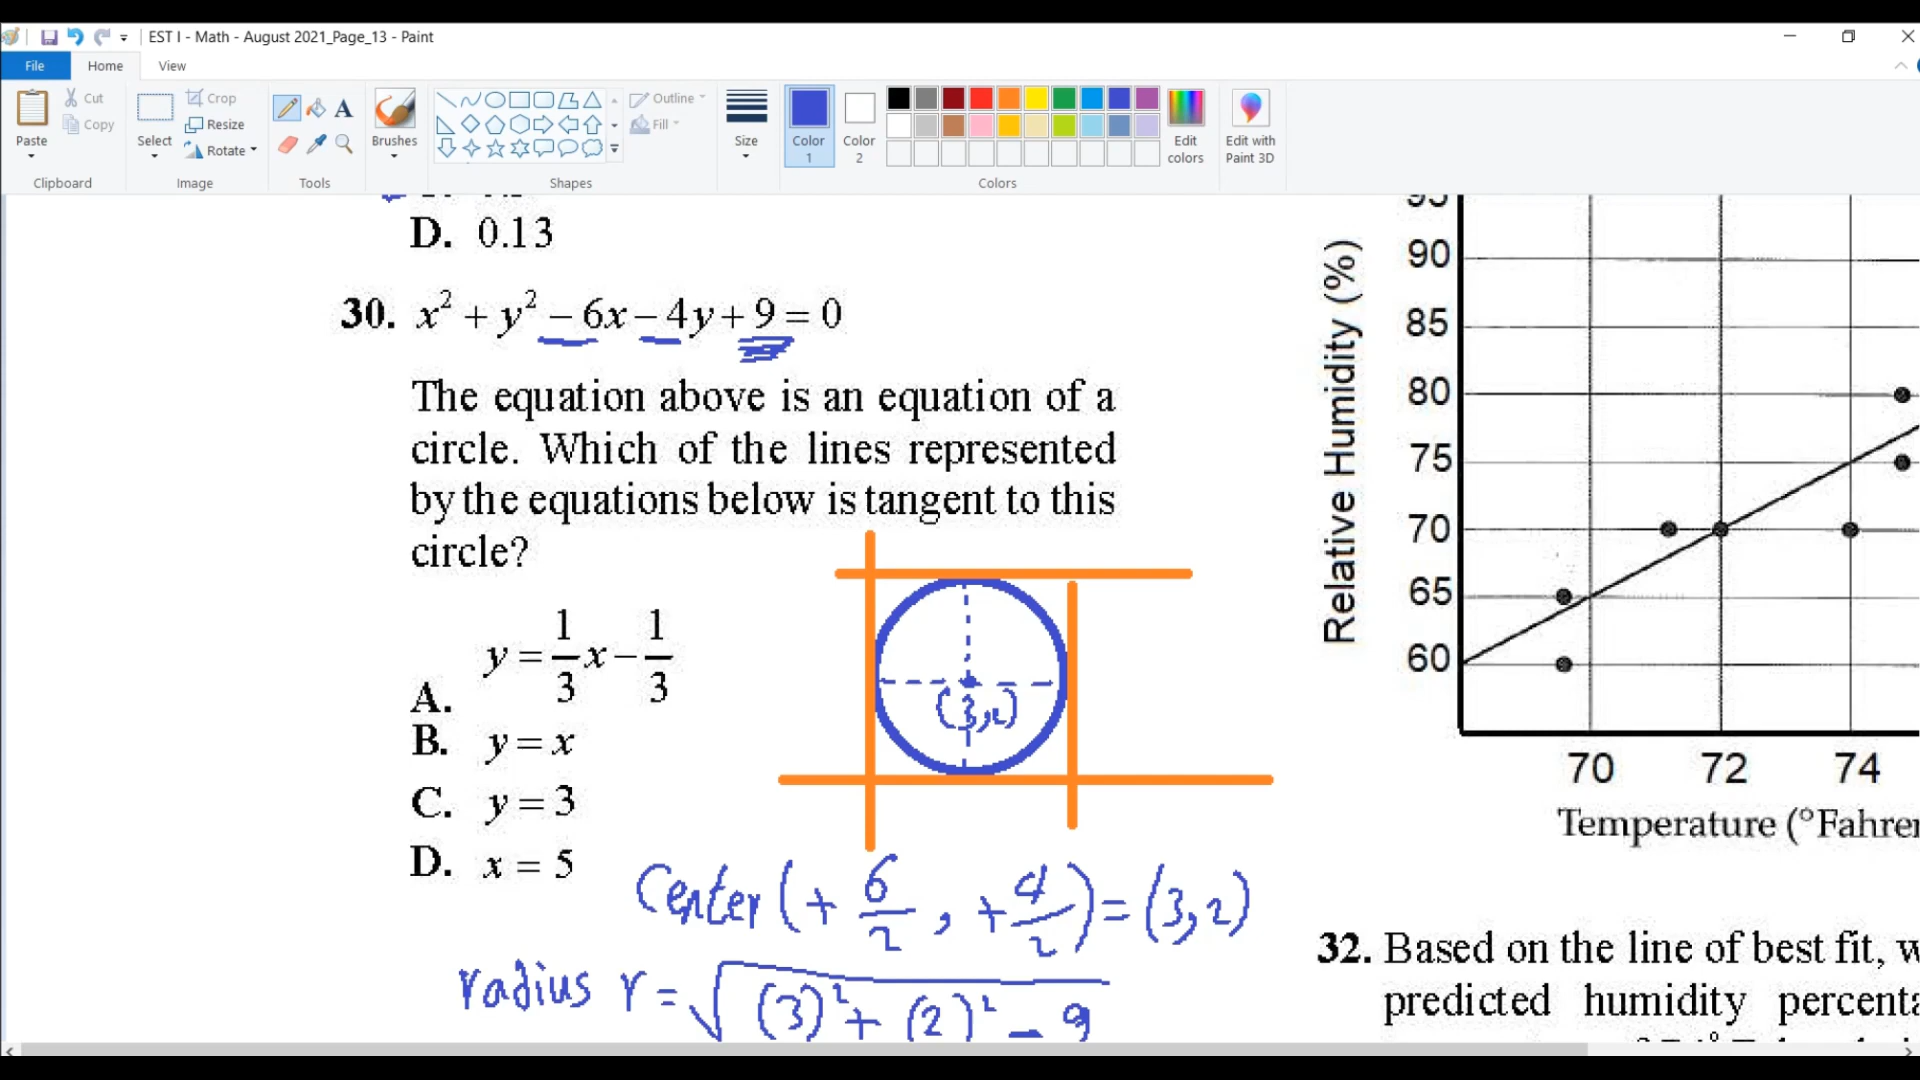 EST I - Math - August 2021_Page_13 - Paint
File Home View
Paste
Cut
Copy
Clipboard
Select
Crop
Resize
Rotate
Image
A
Tools
Brushes
Outline
Fill
Shapes
Size
Color 1
Color 2
Edit colors
Edit with Paint 3D
Colors
D. 0.13
30. x² + y² − 6x − 4y + 9 = 0
The equation above is an equation of a
circle. Which of the lines represented
by the equations below is tangent to this
circle?
A. y = 1/3 x − 1/3
B. y = x
C. y = 3
D. x = 5
(3,2)
Center (+ 6/2 , + 4/2) = (3,2)
radius r = √((3)² + (2)² − 9
Relative Humidity (%)
95
90
85
80
75
70
65
60
70 72 74
Temperature (°Fahre
32. Based on the line of best fit, w
predicted humidity percenta